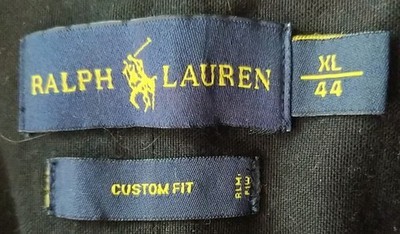 RALPH LAUREN
XL
44
CUSTOM FIT